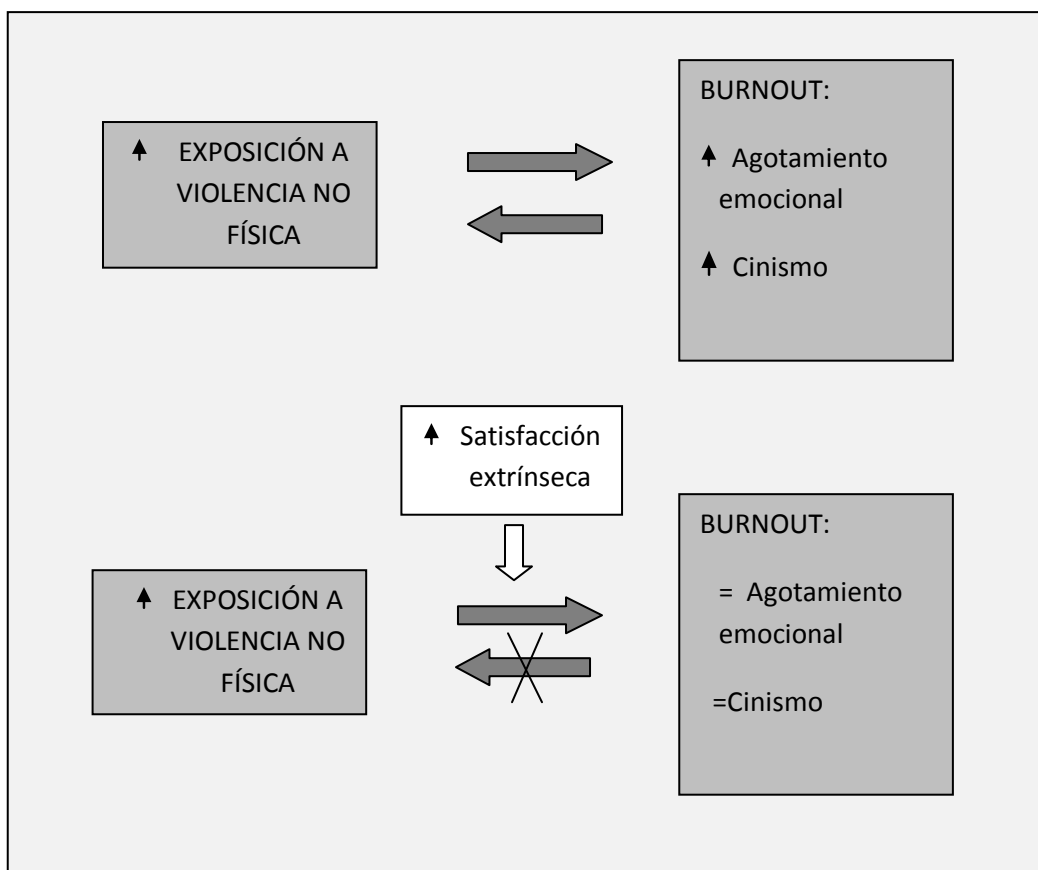 EXPOSICIÓN A
VIOLENCIA NO
FÍSICA
BURNOUT:
Agotamiento
emocional
Cinismo
Satisfacción
extrínseca
EXPOSICIÓN A
VIOLENCIA NO
FÍSICA
BURNOUT:
= Agotamiento
emocional
=Cinismo